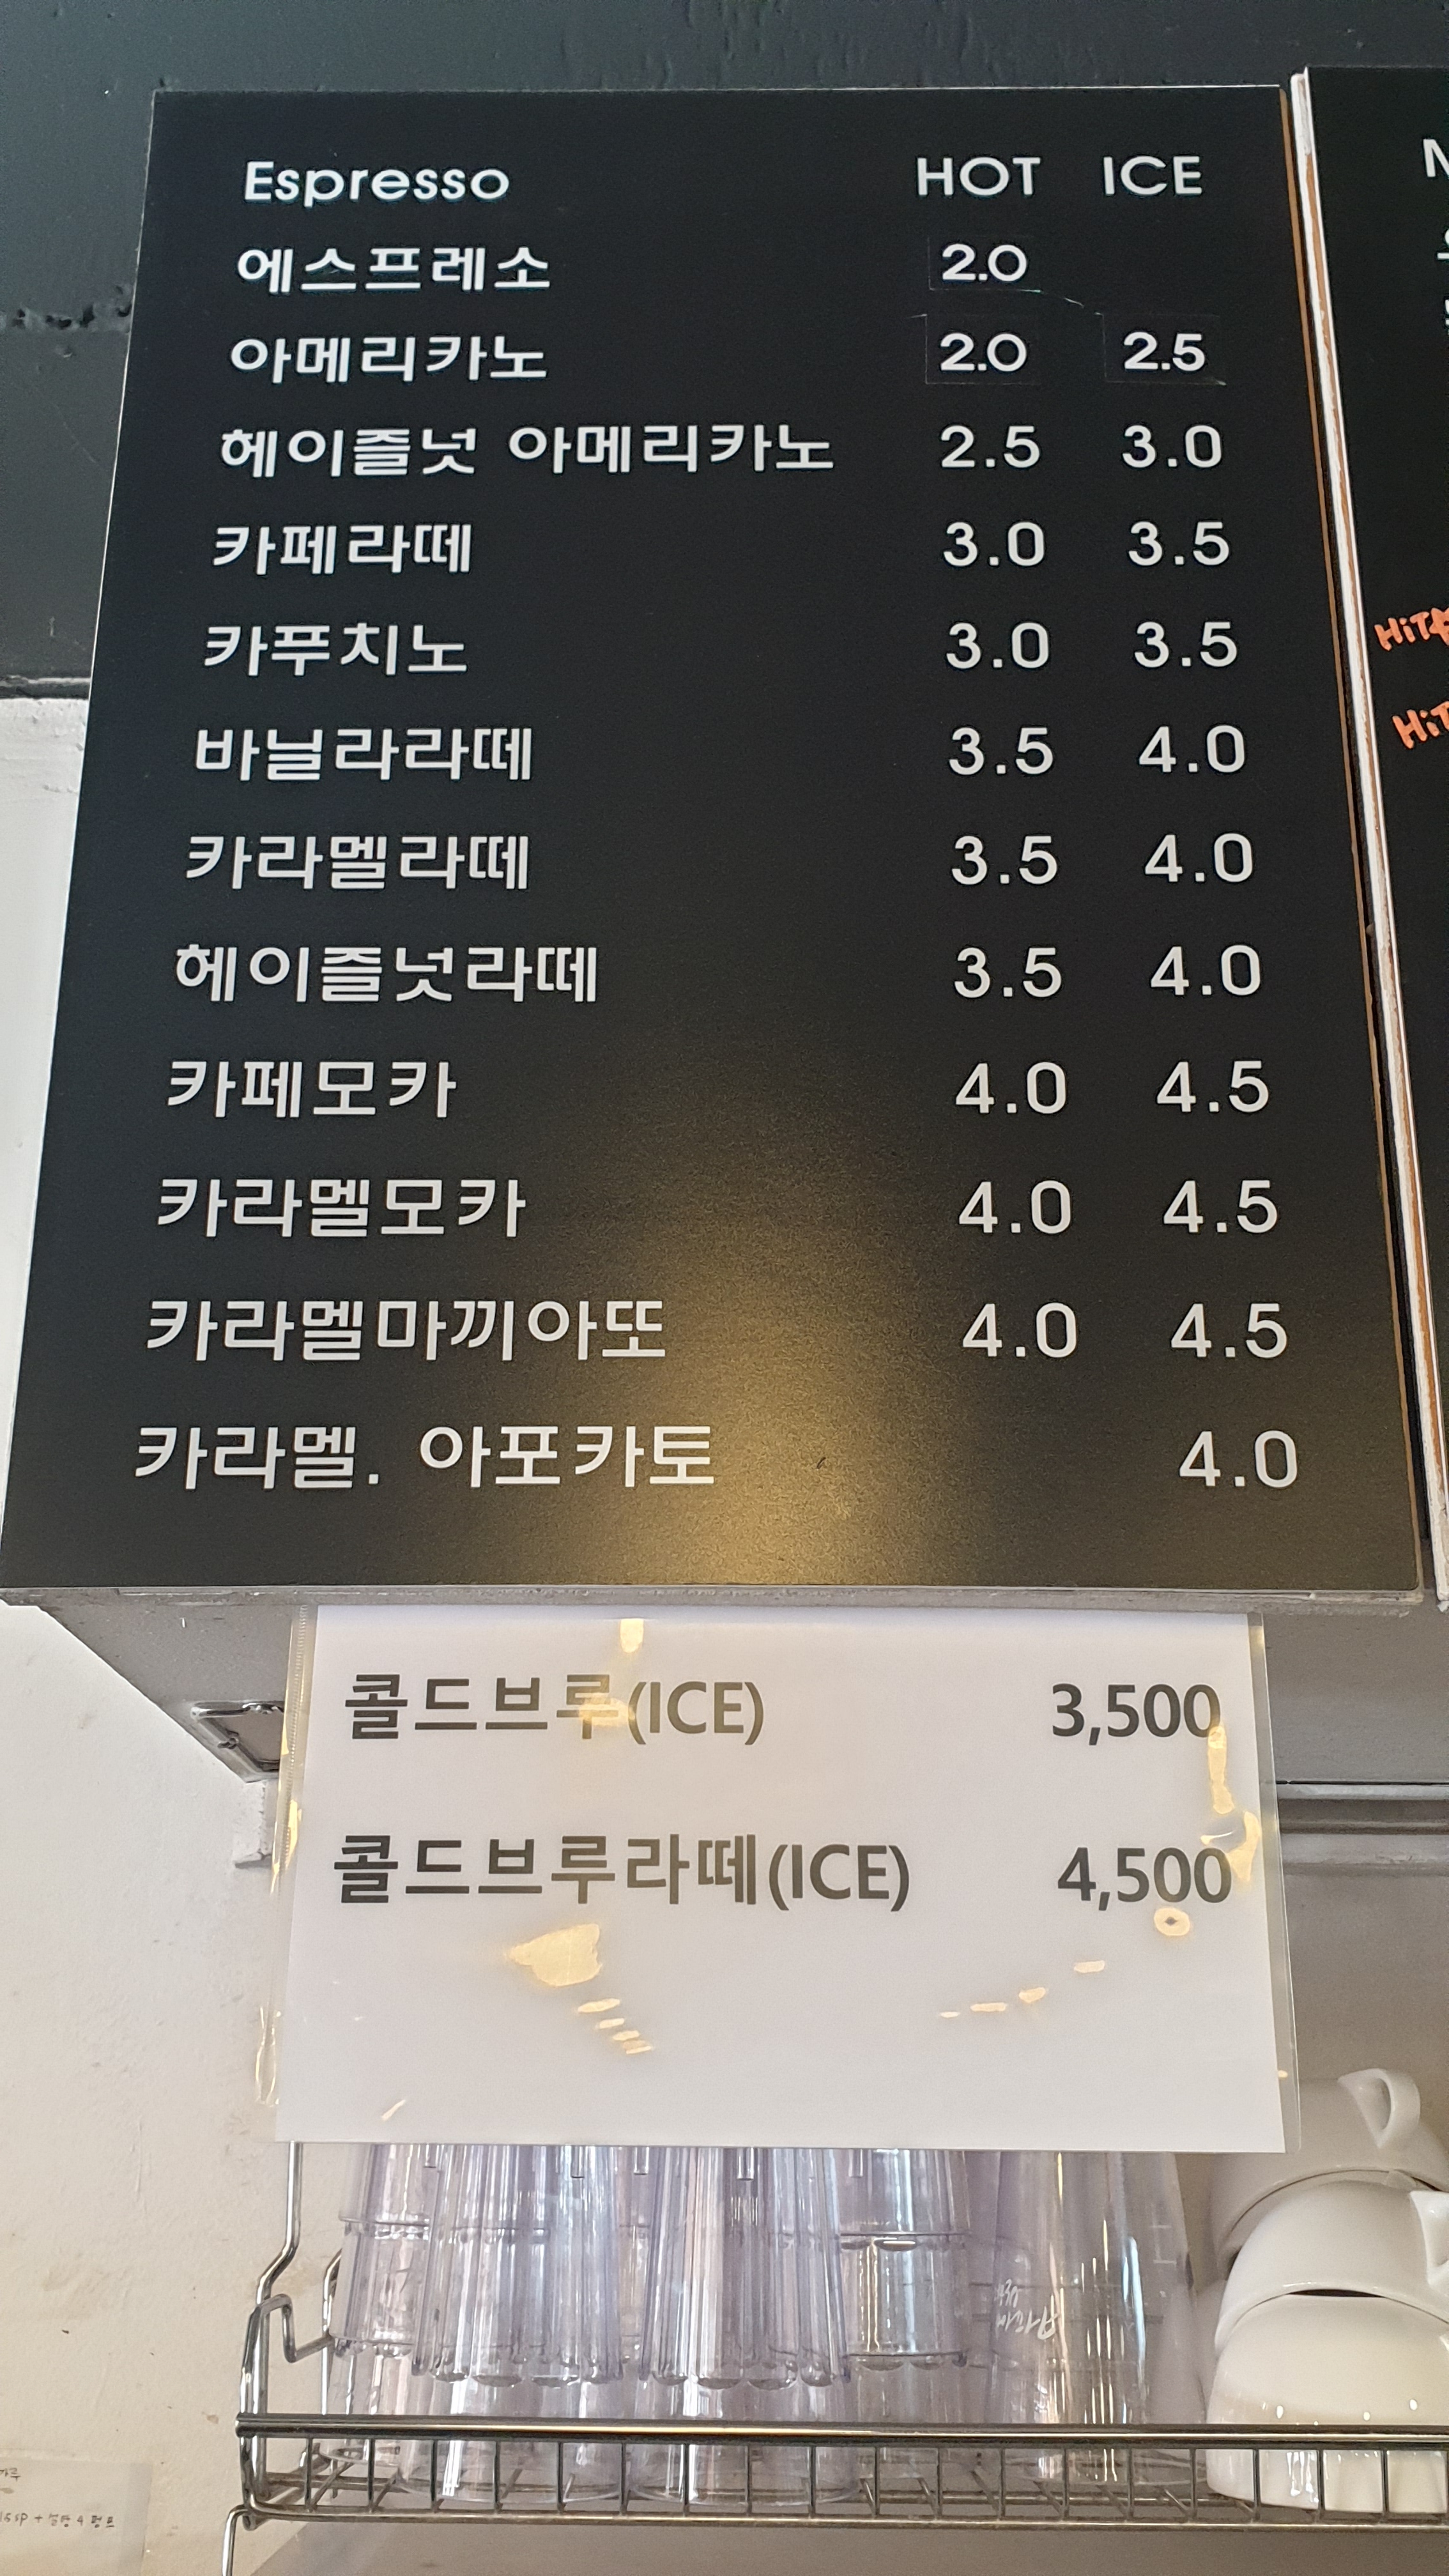 Espresso HOT ICE
에스프레소 2.0
아메리카노 2.0 2.5
헤이즐넛 아메리카노 2.5 3.0
카페라떼 3.0 3.5
카푸치노 3.0 3.5
바닐라라떼 3.5 4.0
카라멜라떼 3.5 4.0
헤이즐넛라떼 3.5 4.0
카페모카 4.0 4.5
카라멜모카 4.0 4.5
카라멜마끼아또 4.0 4.5
카라멜. 아포카토 4.0
콜드브루(ICE) 3,500
콜드브루라떼(ICE) 4,500